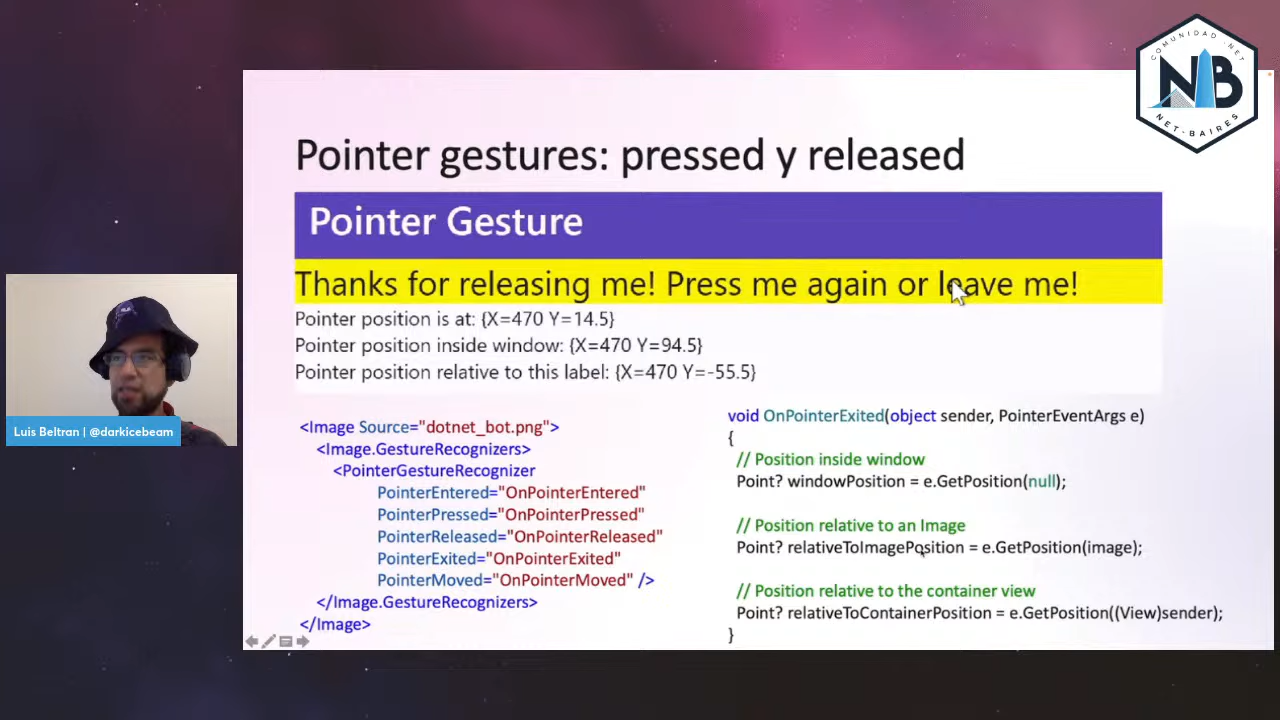 COMUNIDAD .NET
NB
NET-BAIRES
Pointer gestures: pressed y released
Pointer Gesture
Thanks for releasing me! Press me again or leave me!
Pointer position is at: {X=470 Y=14.5}
Pointer position inside window: {X=470 Y=94.5}
Pointer position relative to this label: {X=470 Y=-55.5}
Luis Beltran | @darkicebeam
<Image Source="dotnet_bot.png">
<Image.GestureRecognizers>
<PointerGestureRecognizer
PointerEntered="OnPointerEntered"
PointerPressed="OnPointerPressed"
PointerReleased="OnPointerReleased"
PointerExited="OnPointerExited"
PointerMoved="OnPointerMoved" />
</Image.GestureRecognizers>
</Image>
void OnPointerExited(object sender, PointerEventArgs e)
{
// Position inside window
Point? windowPosition = e.GetPosition(null);
// Position relative to an Image
Point? relativeToImagePosition = e.GetPosition(image);
// Position relative to the container view
Point? relativeToContainerPosition = e.GetPosition((View)sender);
}